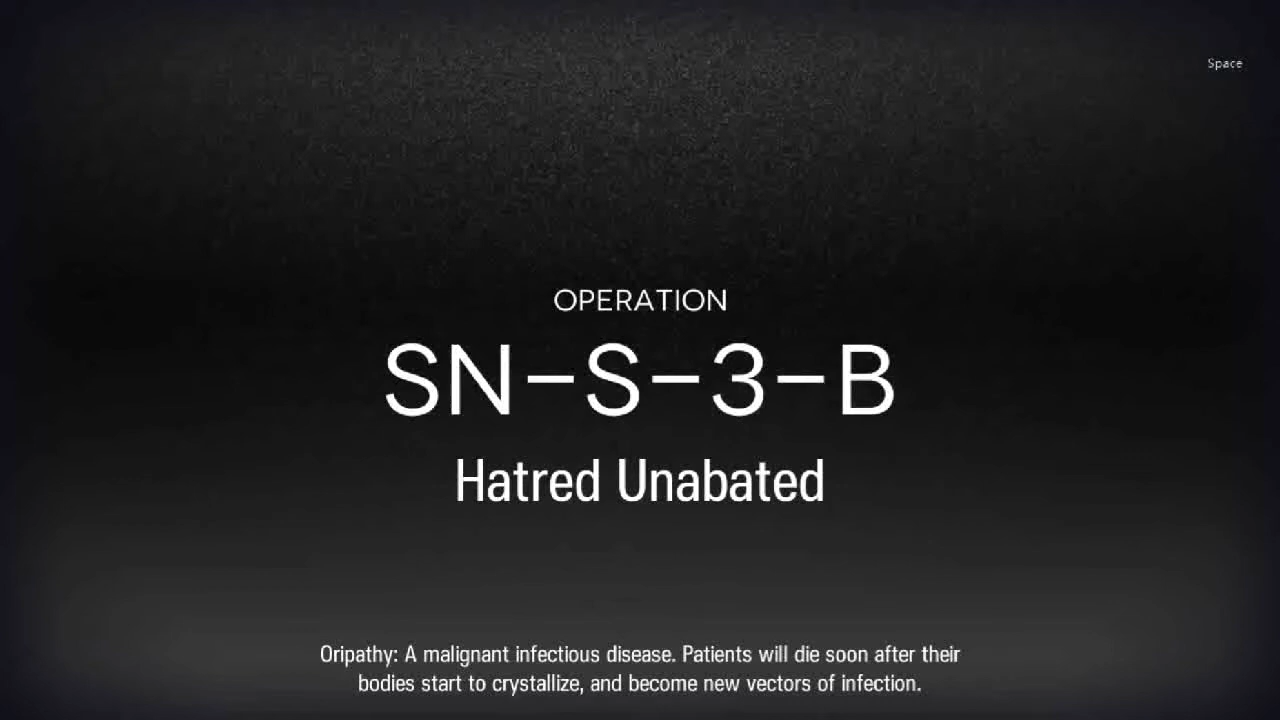 Space
OPERATION
SN-S-3-B
Hatred Unabated
Oripathy: A malignant infectious disease. Patients will die soon after their
bodies start to crystallize, and become new vectors of infection.